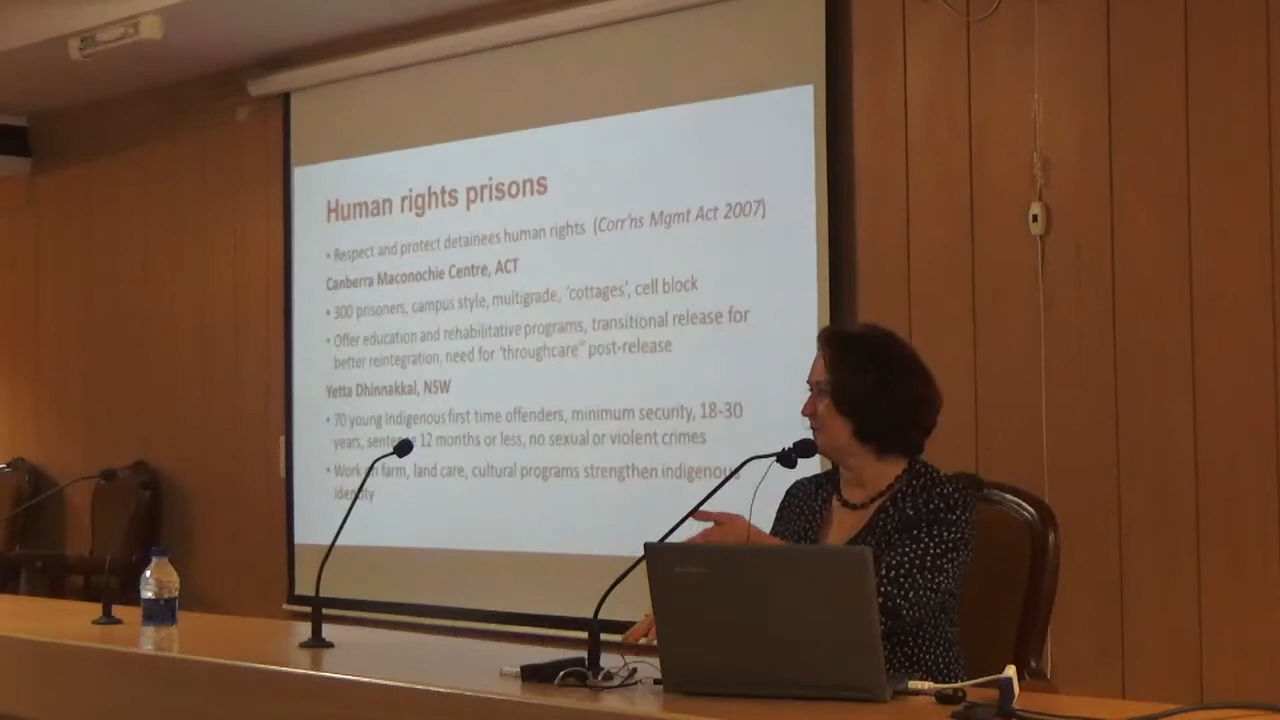 Human rights prisons
• Respect and protect detainees human rights (Corr'ns Mgmt Act 2007)
Canberra Maconochie Centre, ACT
• 300 prisoners, campus style, multigrade, 'cottages', cell block
• Offer education and rehabilitative programs, transitional release for
better reintegration, need for 'throughcare" post-release
Yetta Dhinnakkal, NSW
• 70 young Indigenous first time offenders, minimum security, 18-30
years, sentence 12 months or less, no sexual or violent crimes
• Work on farm, land care, cultural programs strengthen indigenous
identity